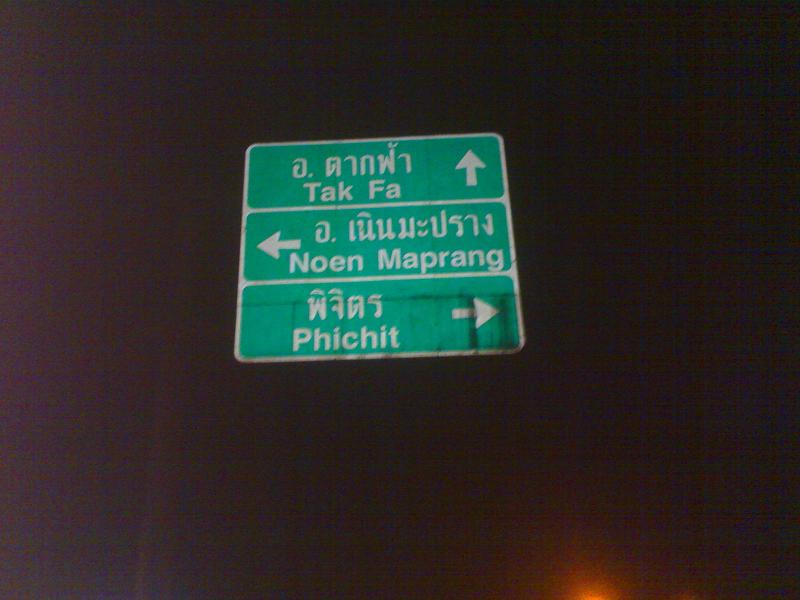 อ. ตากฟ้า
Tak Fa
อ. เนินมะปราง
Noen Maprang
พิจิตร
Phichit